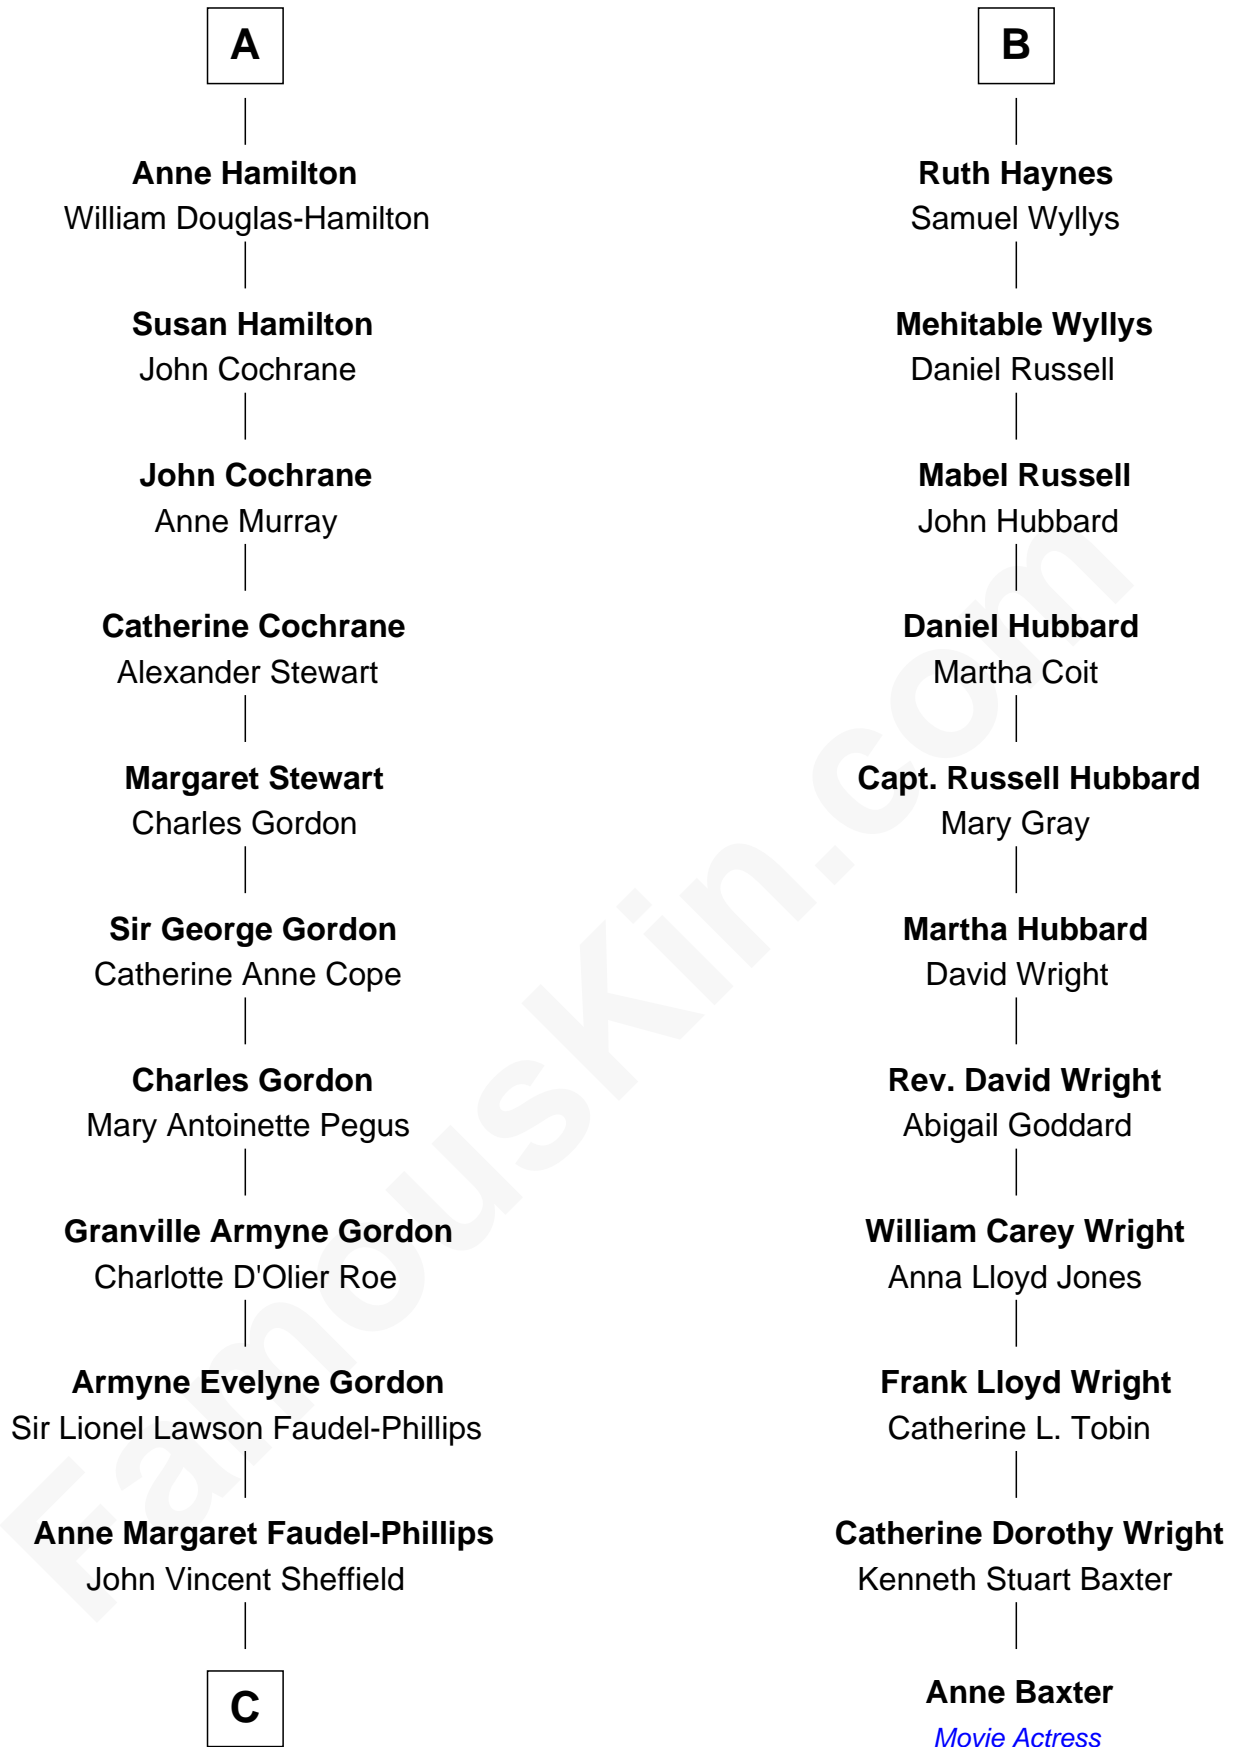 A
Anne Hamilton
William Douglas-Hamilton
Susan Hamilton
John Cochrane
John Cochrane
Anne Murray
Catherine Cochrane
Alexander Stewart
Margaret Stewart
Charles Gordon
Sir George Gordon
Catherine Anne Cope
Charles Gordon
Mary Antoinette Pegus
Granville Armyne Gordon
Charlotte D'Olier Roe
Armyne Evelyne Gordon
Sir Lionel Lawson Faudel-Phillips
Anne Margaret Faudel-Phillips
John Vincent Sheffield
C
B
Ruth Haynes
Samuel Wyllys
Mehitable Wyllys
Daniel Russell
Mabel Russell
John Hubbard
Daniel Hubbard
Martha Coit
Capt. Russell Hubbard
Mary Gray
Martha Hubbard
David Wright
Rev. David Wright
Abigail Goddard
William Carey Wright
Anna Lloyd Jones
Frank Lloyd Wright
Catherine L. Tobin
Catherine Dorothy Wright
Kenneth Stuart Baxter
Anne Baxter
Movie Actress
FamousKin.com